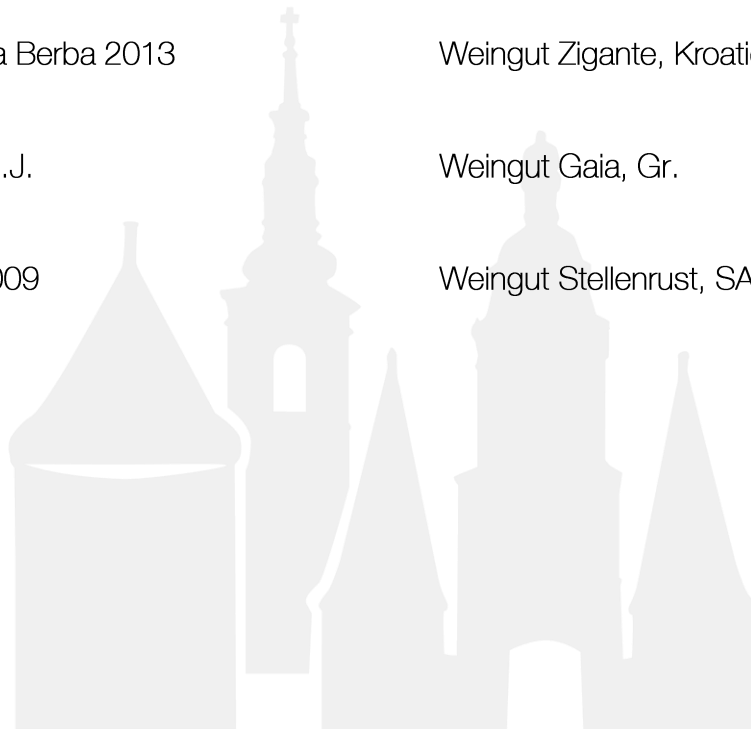 a Berba 2013 Weingut Zigante, Kroati
.J. Weingut Gaia, Gr.
009 Weingut Stellenrust, SA